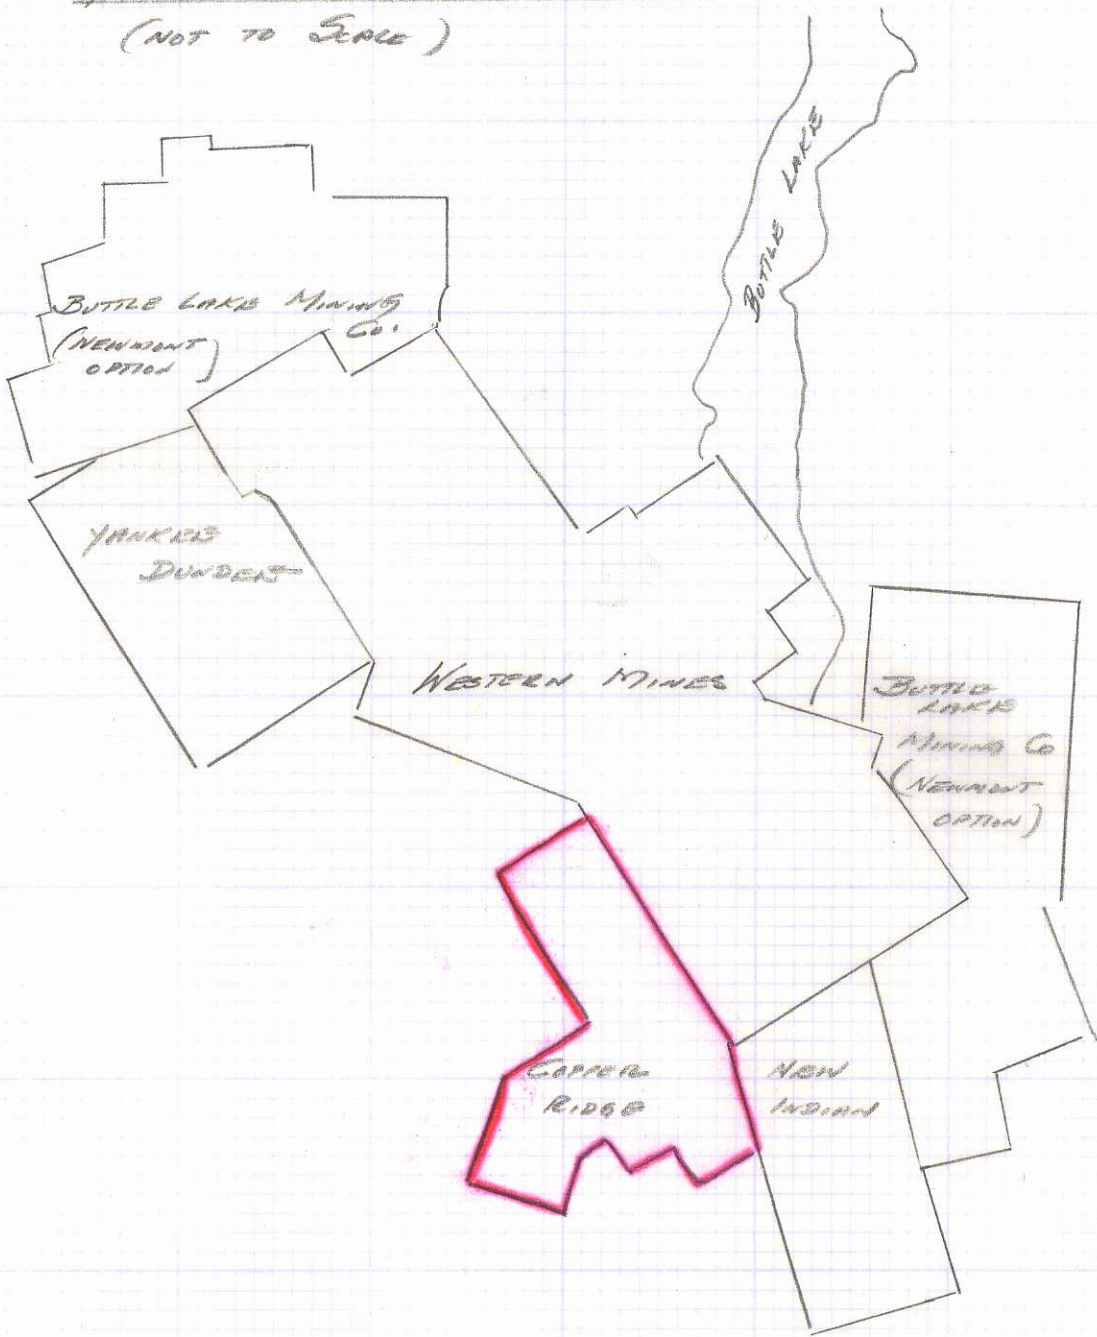 (NOT TO SCALE)
BUTTLE LAKE
BUTTLE LAKE MINING
CO.
(NEWMONT
OPTION)
YANKEE
DUNDEE
WESTERN MINES
BUTTLE
LAKE
MINING CO
(NEWMONT
OPTION)
COPPER
RIDGE
NEW
INDIAN